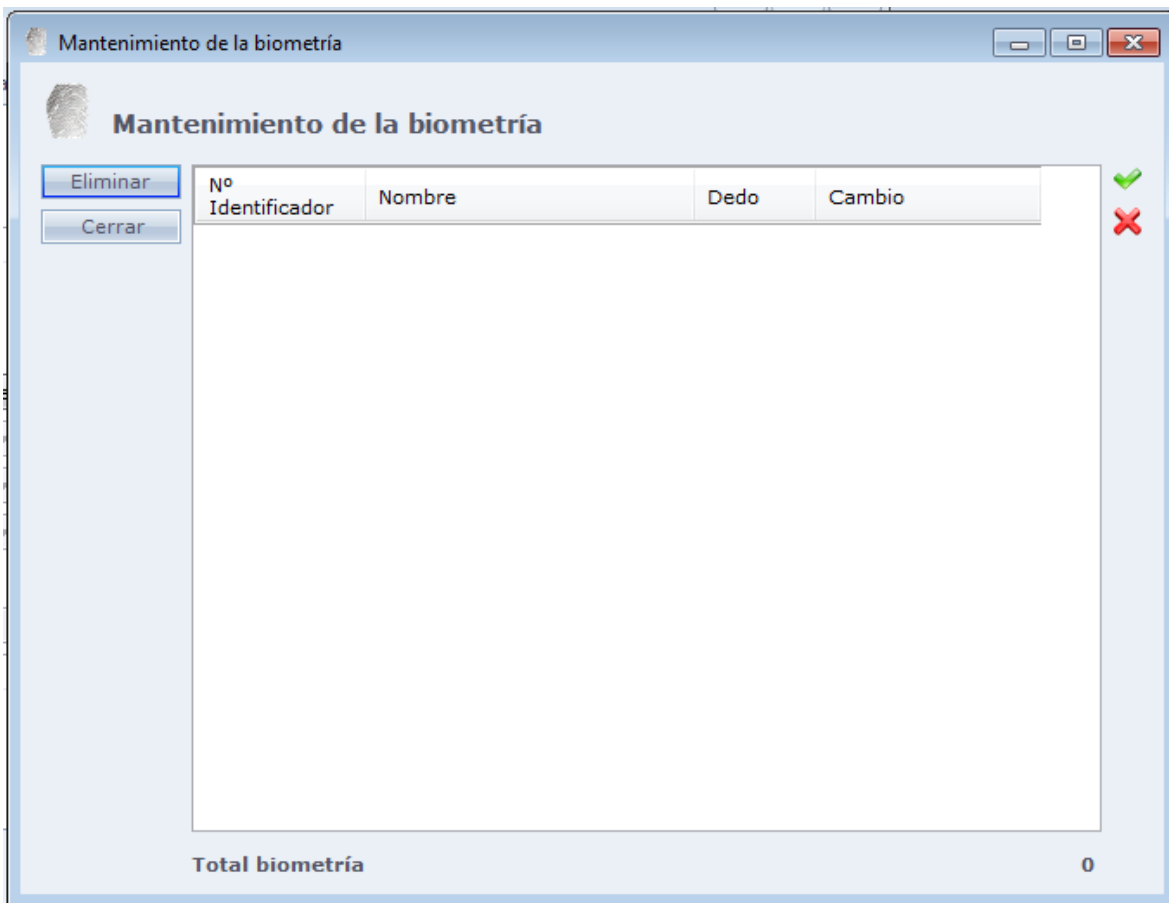 Mantenimiento de la biometría
Mantenimiento de la biometría
Eliminar
Cerrar
Nº
Identificador
Nombre
Dedo
Cambio
Total biometría
0